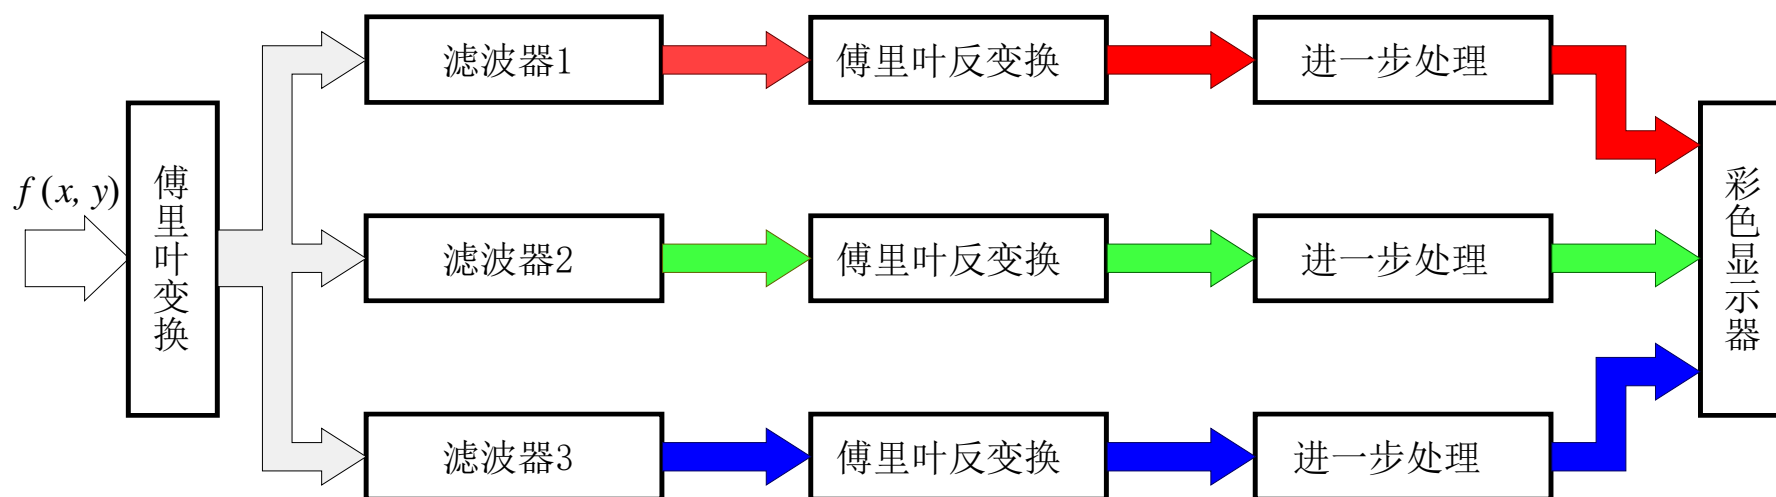 f (x, y)
傅里叶变换
滤波器1
傅里叶反变换
进一步处理
滤波器2
傅里叶反变换
进一步处理
滤波器3
傅里叶反变换
进一步处理
彩色显示器